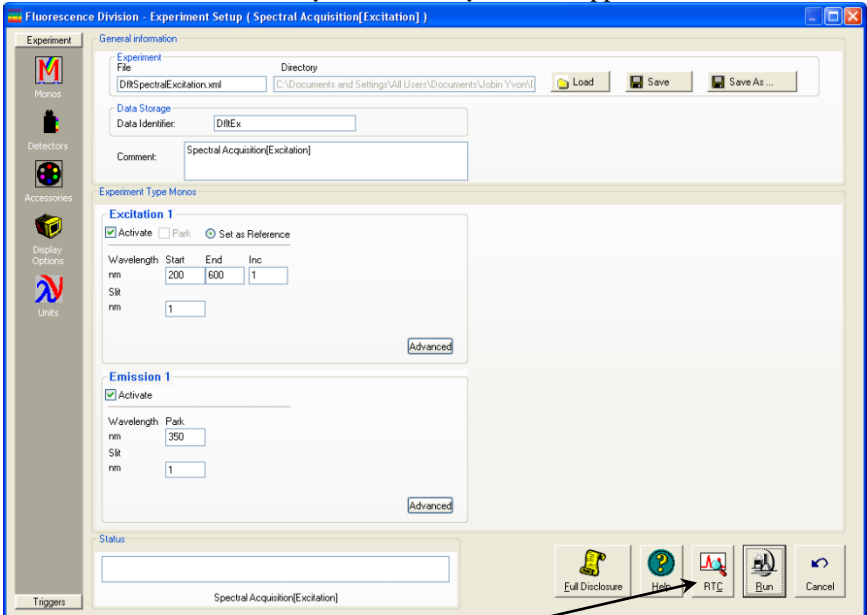 Fluorescence Division - Experiment Setup ( Spectral Acquisition[Excitation] )
Experiment
Monos
Detectors
Accessories
Display
Options
Units
Triggers
General information
Experiment
File Directory
DfltSpectralExcitation.xml C:\Documents and Settings\All Users\Documents\Jobin Yvon\ Load Save Save As ...
Data Storage
Data Identifier: DfltEx
Comment: Spectral Acquisition[Excitation]
Experiment Type Monos
Excitation 1
Activate Park Set as Reference
Wavelength Start End Inc
nm 200 600 1
Slit
nm 1
Advanced
Emission 1
Activate
Wavelength Park
nm 350
Slit
nm 1
Advanced
Status
Spectral Acquisition[Excitation]
Full Disclosure Help RTC Run Cancel